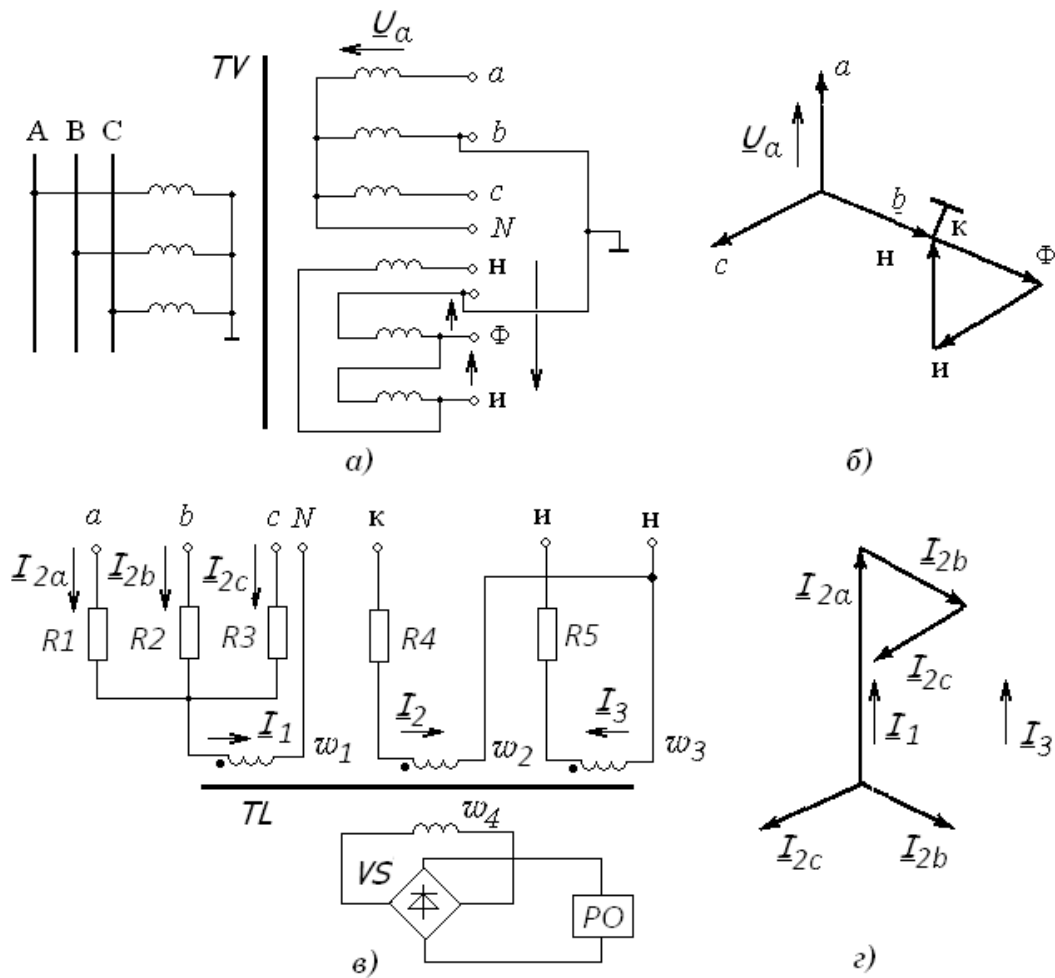 U̲a
TV
a
A B C
b
c
N
н
Ф
и
а)
a
U̲a
b
к
c
н
Ф
и
б)
a b c N к и н
I̲2a I̲2b I̲2c
R1 R2 R3 R4 R5
I̲1 w1 I̲2 w2 I̲3 w3
TL
w4
VS
PO
в)
I̲2b
I̲2a
I̲2c
I̲1 I̲3
I̲2c I̲2b
г)